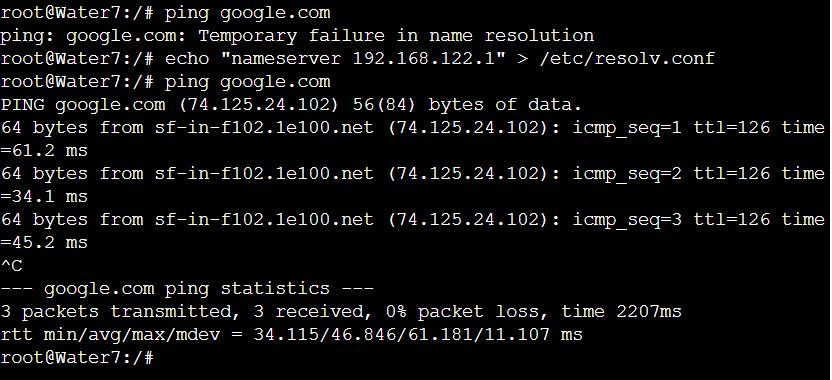 root@Water7:/# ping google.com
ping: google.com: Temporary failure in name resolution
root@Water7:/# echo "nameserver 192.168.122.1" > /etc/resolv.conf
root@Water7:/# ping google.com
PING google.com (74.125.24.102) 56(84) bytes of data.
64 bytes from sf-in-f102.1e100.net (74.125.24.102): icmp_seq=1 ttl=126 time
=61.2 ms
64 bytes from sf-in-f102.1e100.net (74.125.24.102): icmp_seq=2 ttl=126 time
=34.1 ms
64 bytes from sf-in-f102.1e100.net (74.125.24.102): icmp_seq=3 ttl=126 time
=45.2 ms
^C
--- google.com ping statistics ---
3 packets transmitted, 3 received, 0% packet loss, time 2207ms
rtt min/avg/max/mdev = 34.115/46.846/61.181/11.107 ms
root@Water7:/#